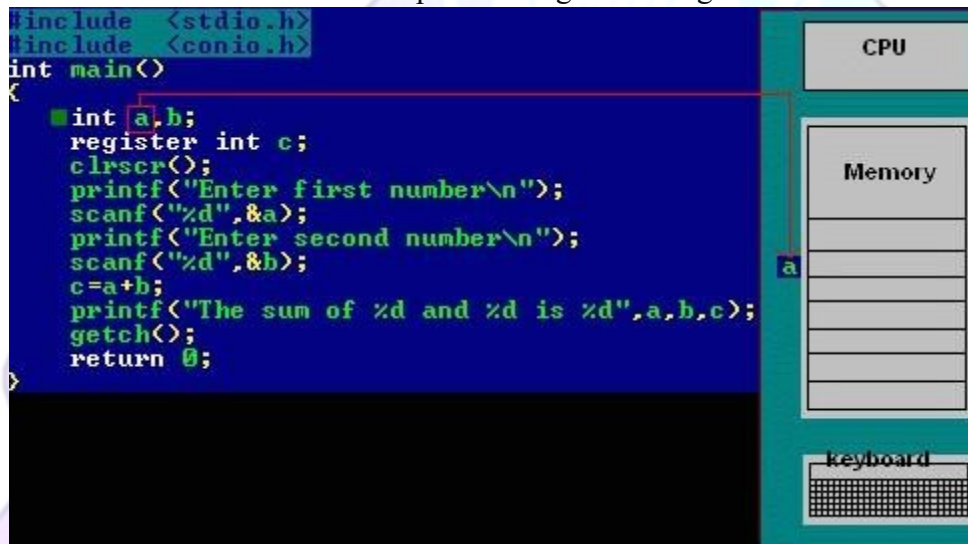 #include <stdio.h>
#include <conio.h>
int main()
{
int a,b;
register int c;
clrscr();
printf("Enter first number\n");
scanf("%d",&a);
printf("Enter second number\n");
scanf("%d",&b);
c=a+b;
printf("The sum of %d and %d is %d",a,b,c);
getch();
return 0;
}
CPU
Memory
a
keyboard